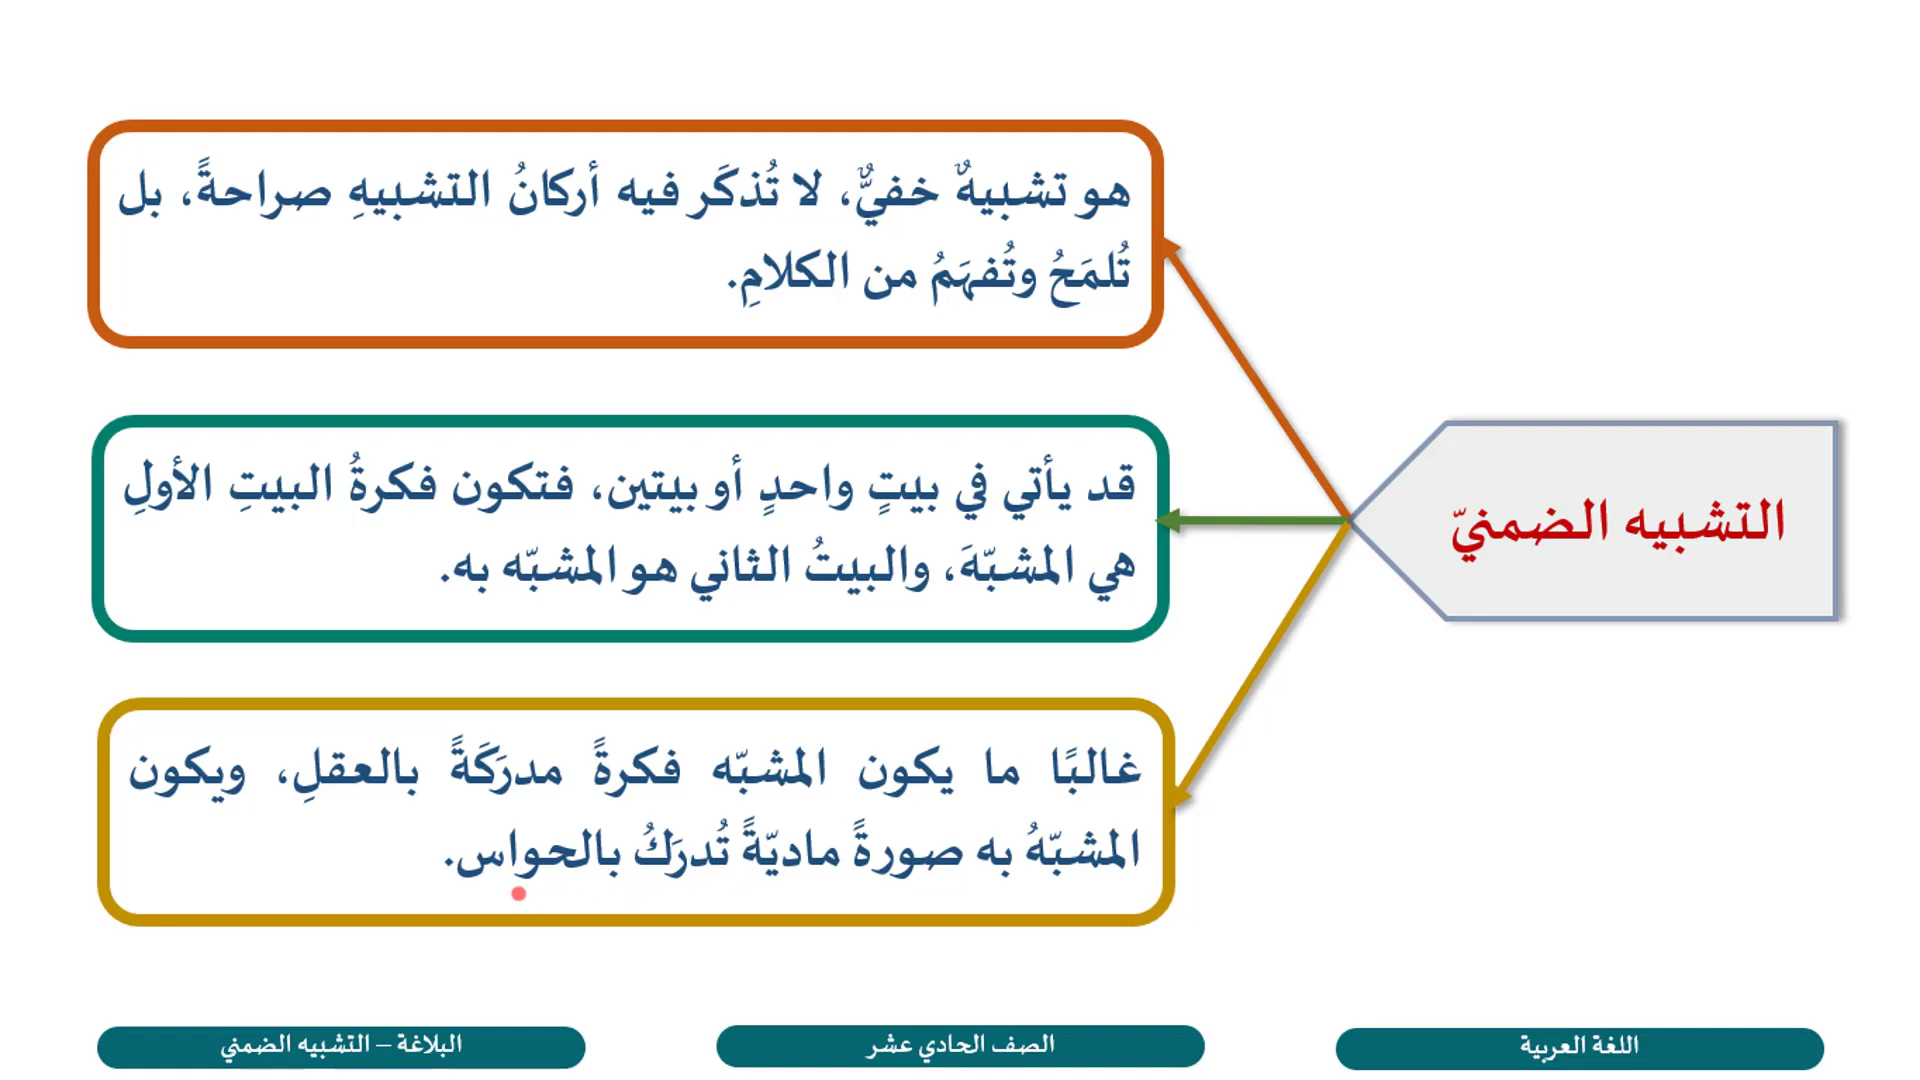 هو تشبيهٌ خفيٌّ، لا تُذكَر فيه أركانُ التشبيهِ صراحةً، بل
تُلمَحُ وتُفهَمُ من الكلامِ.
التشبيه الضمنيّ
قد يأتي في بيتٍ واحدٍ أو بيتين، فتكون فكرةُ البيتِ الأولِ
هي المشبّهَ، والبيتُ الثاني هو المشبّه به.
غالبًا ما يكون المشبّه فكرةً مدرَكَةً بالعقلِ، ويكون
المشبّهُ به صورةً ماديّةً تُدرَكُ بالحواس.
اللغة العربية
الصف الحادي عشر
البلاغة – التشبيه الضمني